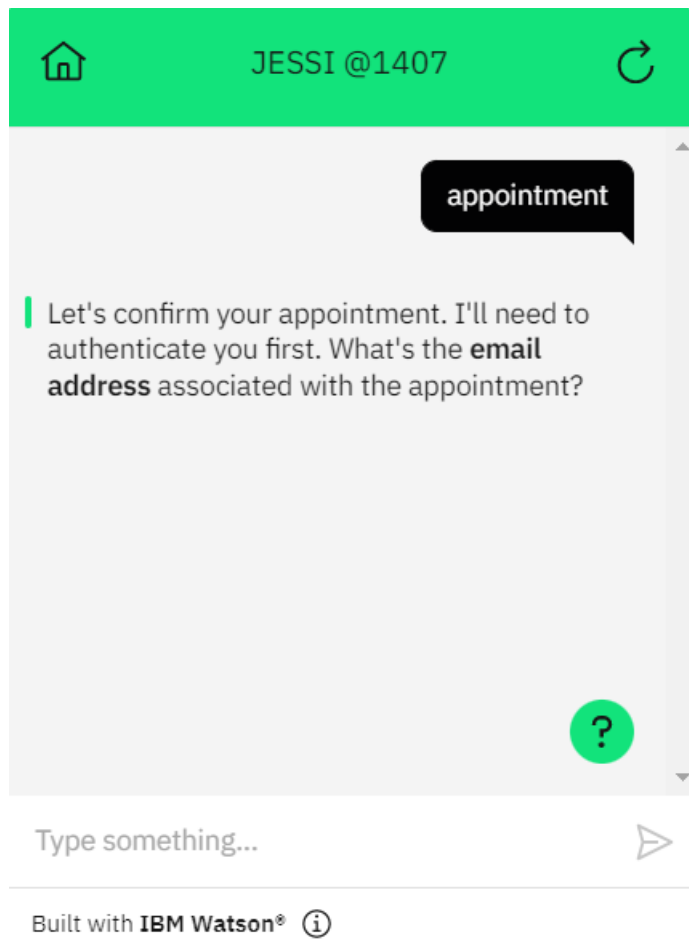 JESSI @1407
appointment
Let's confirm your appointment. I'll need to
authenticate you first. What's the email
address associated with the appointment?
?
Type something...
Built with IBM Watson® i